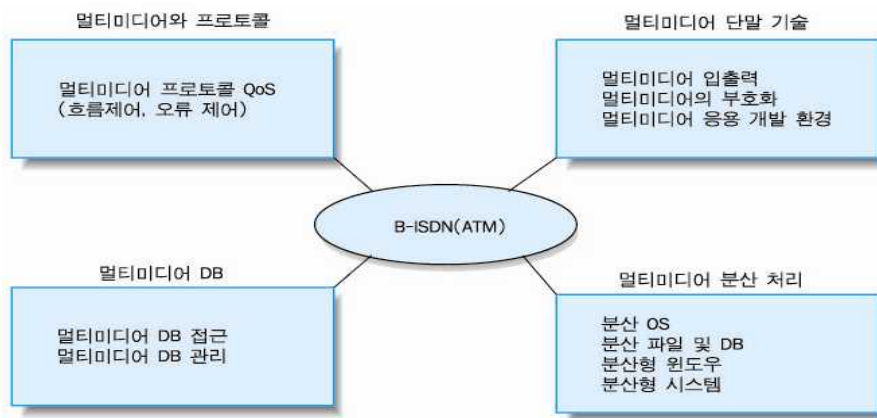 멀티미디어와 프로토콜
멀티미디어 프로토콜 QoS
(흐름제어, 오류 제어)
멀티미디어 단말 기술
멀티미디어 입출력
멀티미디어의 부호화
멀티미디어 응용 개발 환경
B-ISDN(ATM)
멀티미디어 DB
멀티미디어 DB 접근
멀티미디어 DB 관리
멀티미디어 분산 처리
분산 OS
분산 파일 및 DB
분산형 윈도우
분산형 시스템